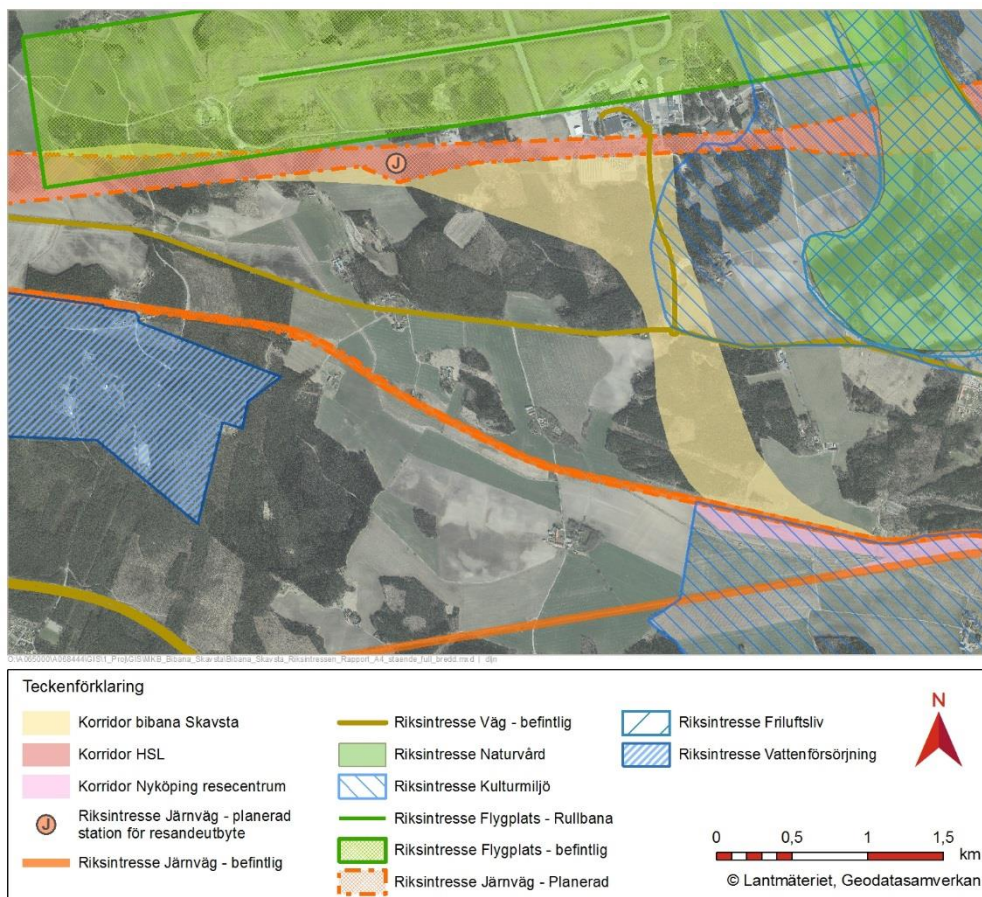 J
O:\A065000\A068444\GIS\1_Proj\GIS\MKB_Bibana_Skavsta\Bibana_Skavsta_Riksintressen_Rapport_A4_staende_full_bredd.mxd | djn
Teckenförklaring
Korridor bibana Skavsta
Korridor HSL
Korridor Nyköping resecentrum
J Riksintresse Järnväg - planerad
station för resandeutbyte
Riksintresse Järnväg - befintlig
Riksintresse Väg - befintlig
Riksintresse Naturvård
Riksintresse Kulturmiljö
Riksintresse Flygplats - Rullbana
Riksintresse Flygplats - befintlig
Riksintresse Järnväg - Planerad
Riksintresse Friluftsliv
Riksintresse Vattenförsörjning
N
0 0,5 1 1,5
km
© Lantmäteriet, Geodatasamverkan